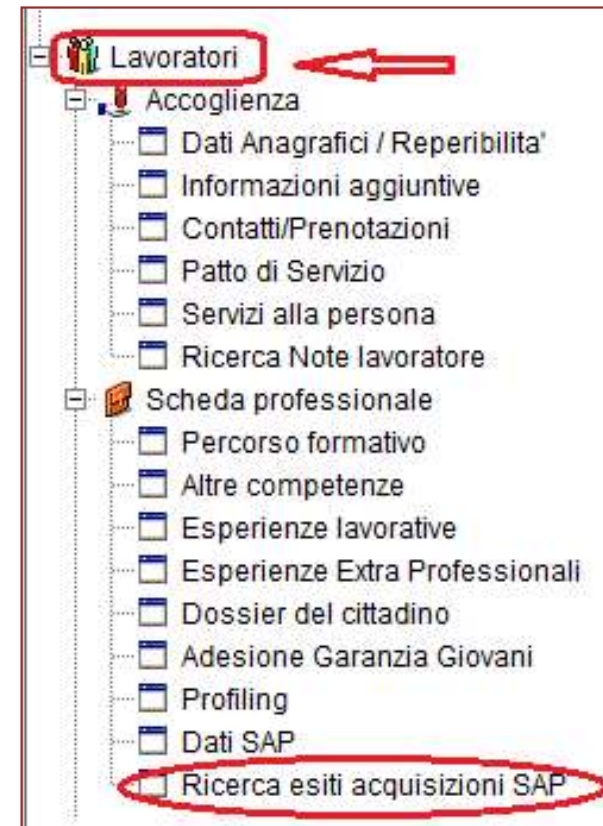 Lavoratori
Accoglienza
Dati Anagrafici / Reperibilita'
Informazioni aggiuntive
Contatti/Prenotazioni
Patto di Servizio
Servizi alla persona
Ricerca Note lavoratore
Scheda professionale
Percorso formativo
Altre competenze
Esperienze lavorative
Esperienze Extra Professionali
Dossier del cittadino
Adesione Garanzia Giovani
Profiling
Dati SAP
Ricerca esiti acquisizioni SAP